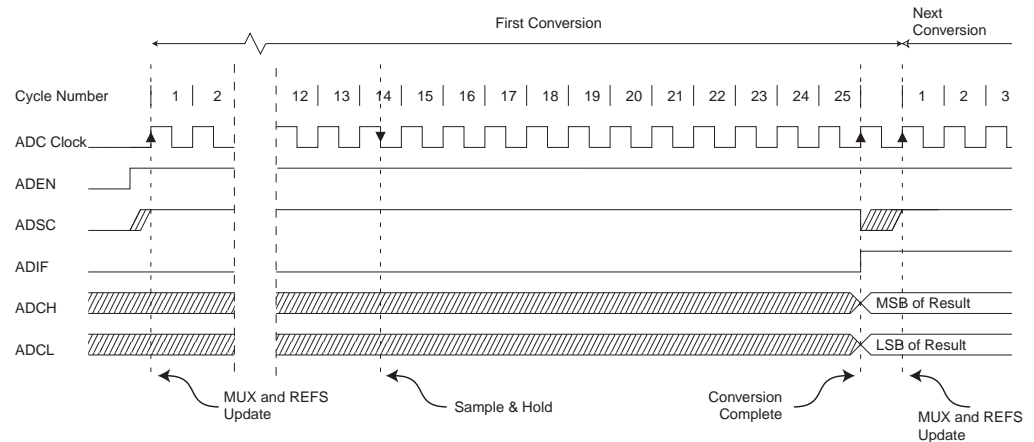 First Conversion
Next
Conversion
Cycle Number 1 2 12 13 14 15 16 17 18 19 20 21 22 23 24 25 1 2 3
ADC Clock
ADEN
ADSC
ADIF
ADCH MSB of Result
ADCL LSB of Result
MUX and REFS
Update
Sample & Hold
Conversion
Complete
MUX and REFS
Update